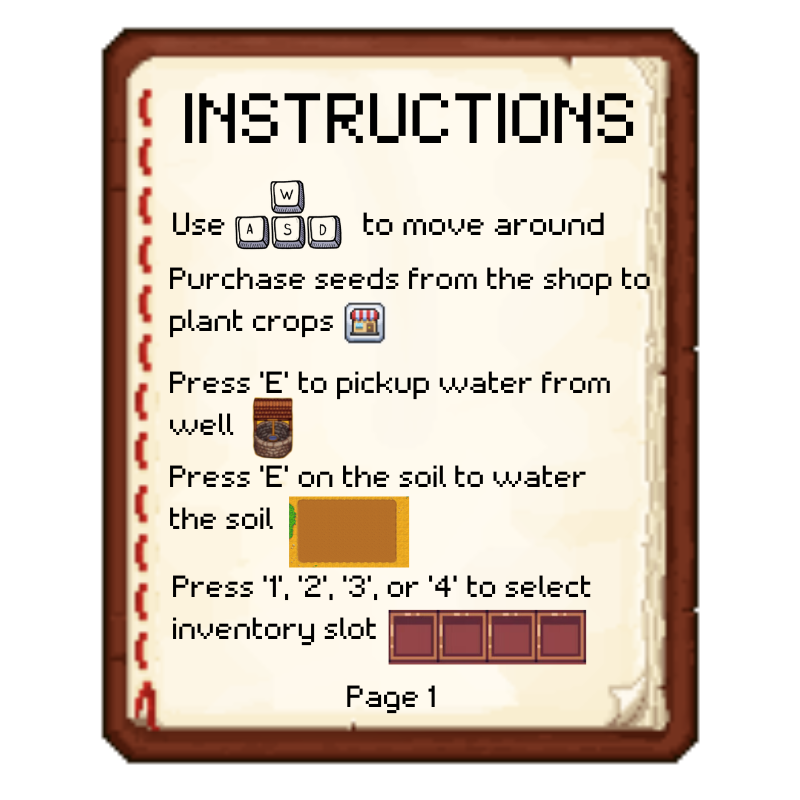 INSTRUCTIONS
W
Use A S D to move around
Purchase seeds from the shop to
plant crops
Press 'E' to pickup water from
well
Press 'E' on the soil to water
the soil
Press '1', '2', '3', or '4' to select
inventory slot
Page 1